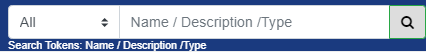 All Name / Description /Type
Search Tokens: Name / Description /Type